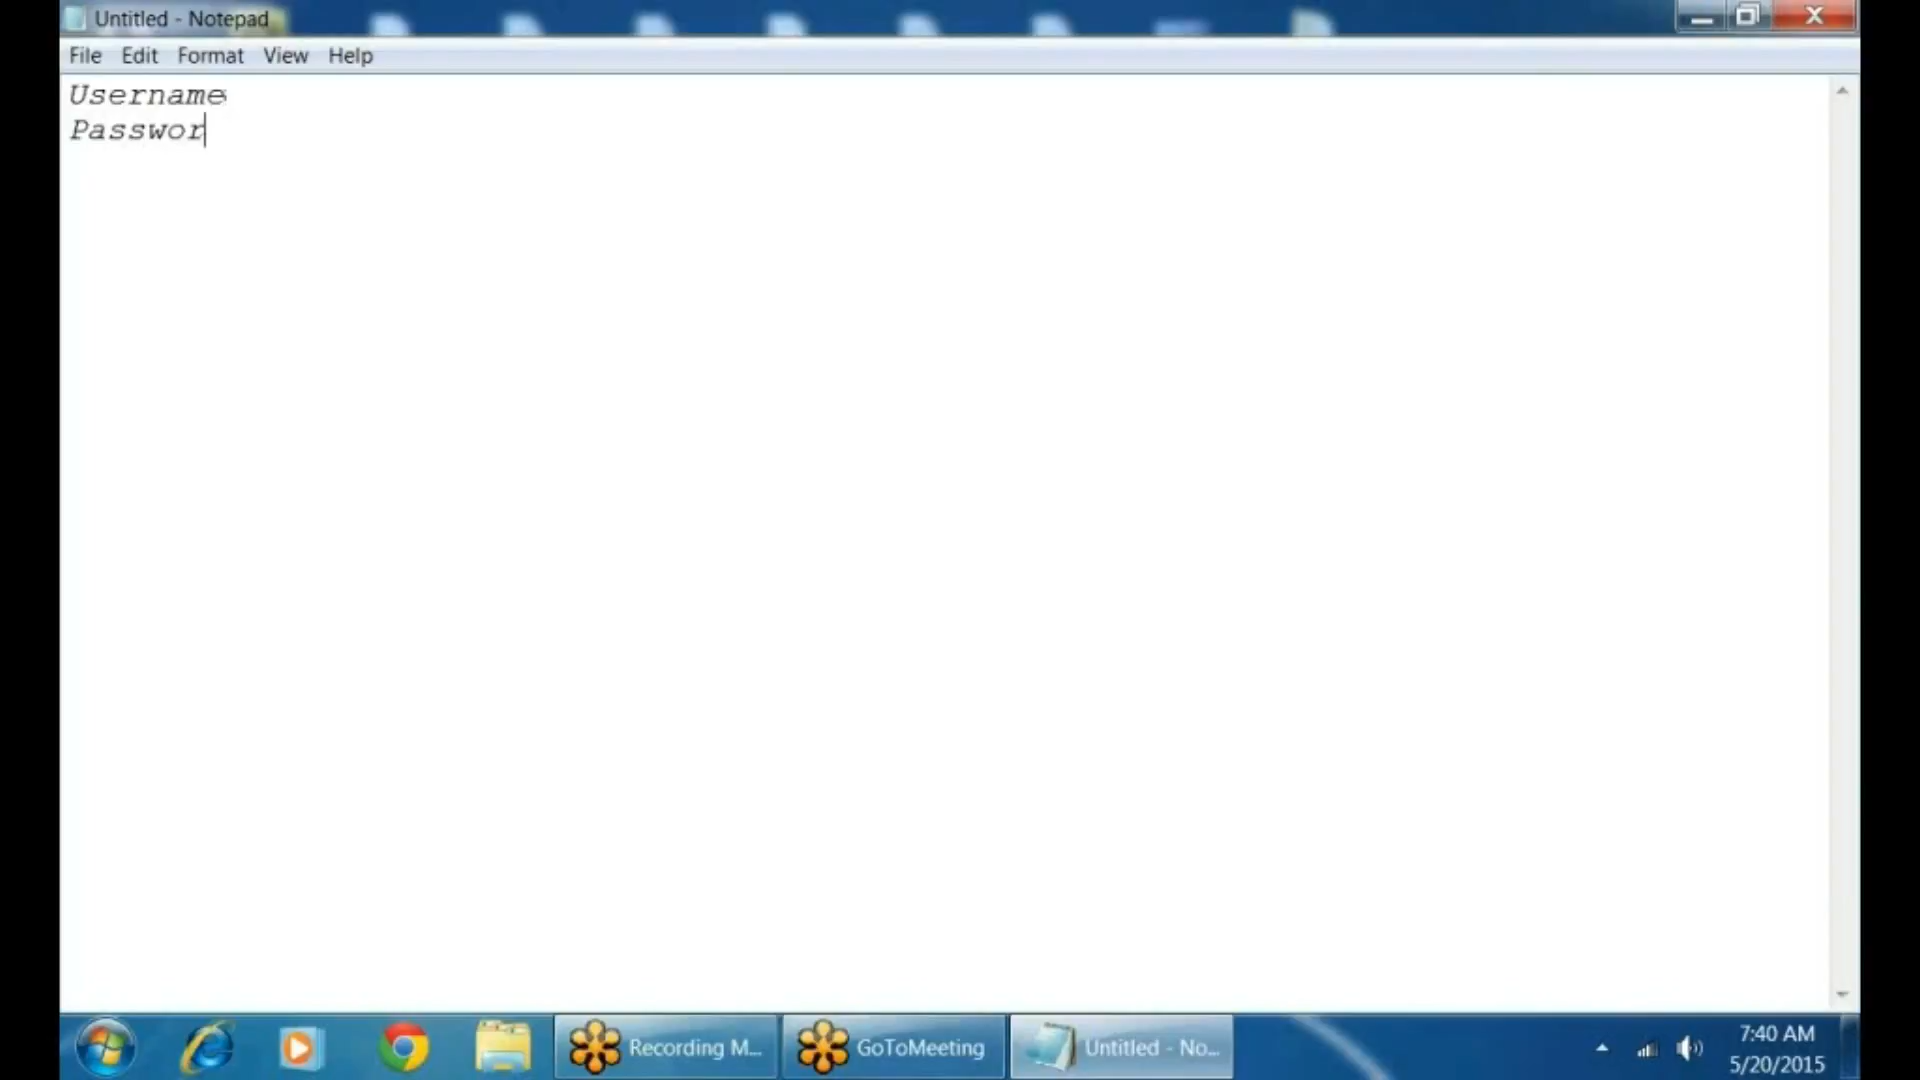 Untitled - Notepad
File Edit Format View Help
Username
Passwor
Recording M... GoToMeeting Untitled - No...
7:40 AM
5/20/2015